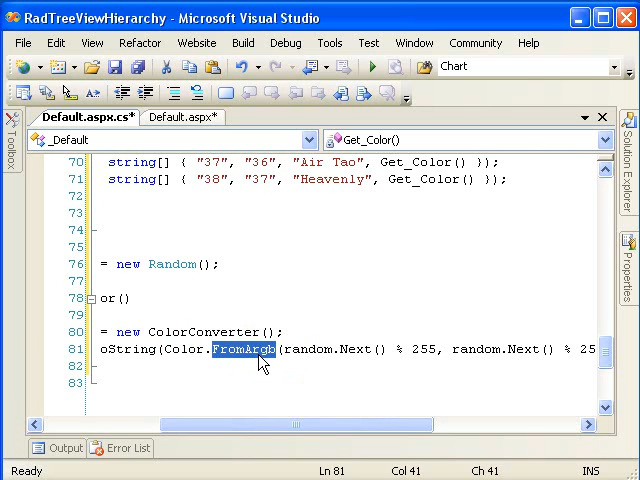 RadTreeViewHierarchy - Microsoft Visual Studio
File Edit View Refactor Website Build Debug Tools Test Window Community Help
Chart
Default.aspx.cs* Default.aspx*
_Default Get_Color()
70 string[] { "37", "36", "Air Tao", Get_Color() });
71 string[] { "38", "37", "Heavenly", Get_Color() });
72
73
74
75
76 = new Random();
77
78 or()
79
80 = new ColorConverter();
81 oString(Color.FromArgb(random.Next() % 255, random.Next() % 25
82
83
Toolbox
Solution Explorer
Properties
Output Error List
Ready Ln 81 Col 41 Ch 41 INS